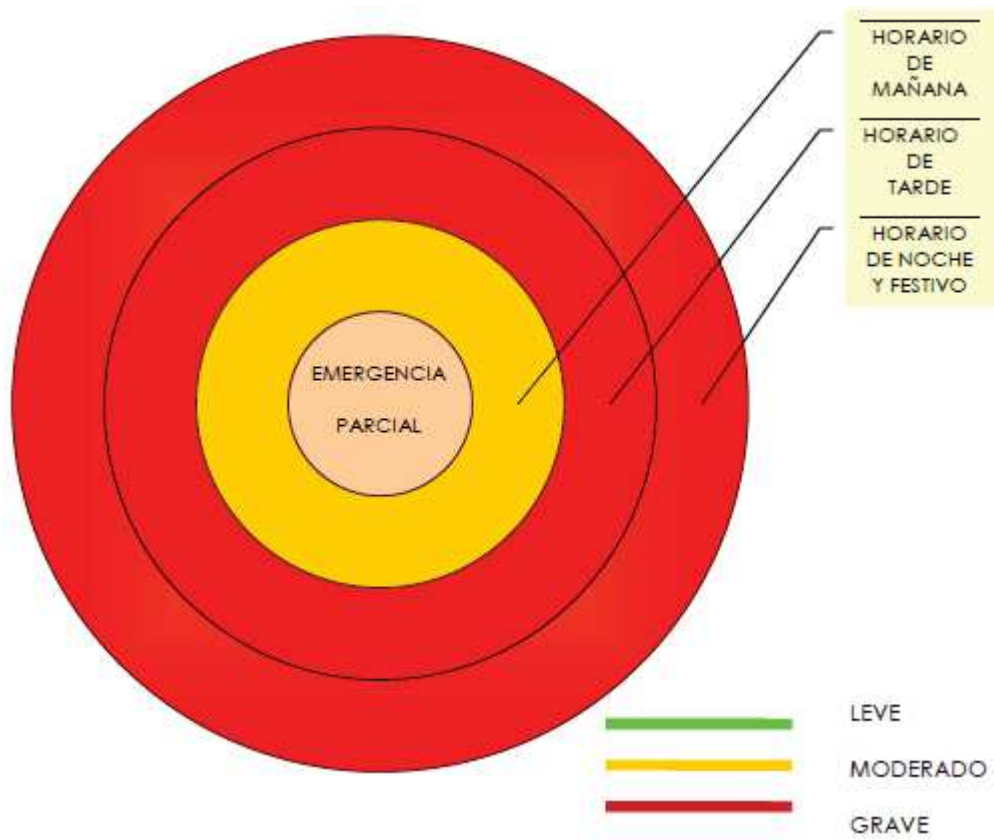 HORARIO
DE
MAÑANA
HORARIO
DE
TARDE
HORARIO
DE NOCHE
Y FESTIVO
EMERGENCIA
PARCIAL
LEVE
MODERADO
GRAVE